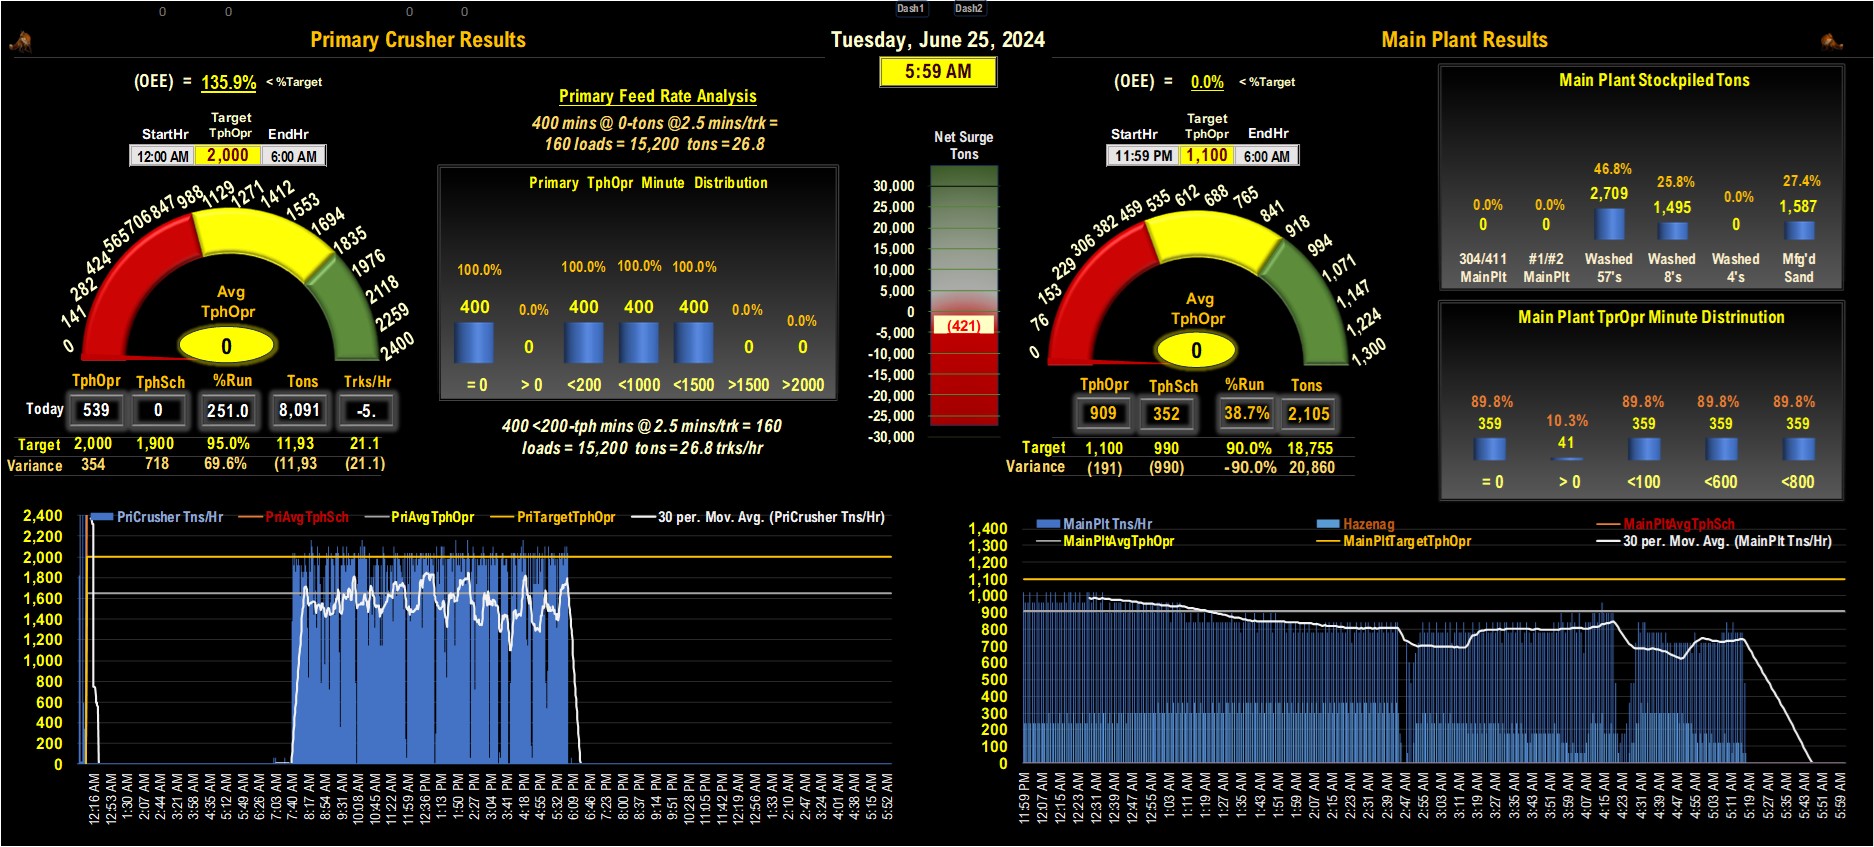 0 0 0 0 Dash1 Dash2
Primary Crusher Results
Tuesday, June 25, 2024
Main Plant Results
5:59 AM
(OEE) = 135.9% < %Target
StartHr Target TphOpr EndHr
12:00 AM 2,000 6:00 AM
0 141 282 424 565 706 847 988 1129 1271 1412 1553 1694 1835 1976 2118 2259 2400
Avg
TphOpr
0
TphOpr TphSch %Run Tons Trks/Hr
Today 539 0 251.0 8,091 -5.
Target 2,000 1,900 95.0% 11,93 21.1
Variance 354 718 69.6% (11,93 (21.1)
Primary Feed Rate Analysis
400 mins @ 0-tons @2.5 mins/trk =
160 loads = 15,200 tons = 26.8
Primary TphOpr Minute Distribution
100.0% 0.0% 100.0% 100.0% 100.0% 0.0% 0.0%
400 0 400 400 400 0 0
= 0 > 0 <200 <1000 <1500 >1500 >2000
400 <200-tph mins @ 2.5 mins/trk = 160
loads = 15,200 tons = 26.8 trks/hr
Net Surge
Tons
30,000
25,000
20,000
15,000
10,000
5,000
0
(421)
-5,000
-10,000
-15,000
-20,000
-25,000
-30,000
(OEE) = 0.0% < %Target
StartHr Target TphOpr EndHr
11:59 PM 1,100 6:00 AM
0 76 153 229 306 382 459 535 612 688 765 841 918 994 1,071 1,147 1,224 1,300
Avg
TphOpr
0
TphOpr TphSch %Run Tons
909 352 38.7% 2,105
Target 1,100 990 90.0% 18,755
Variance (191) (990) -90.0% 20,860
Main Plant Stockpiled Tons
0.0% 0.0% 46.8% 25.8% 0.0% 27.4%
0 0 2,709 1,495 0 1,587
304/411 #1/#2 Washed Washed Washed Mfg'd
MainPlt MainPlt 57's 8's 4's Sand
Main Plant TprOpr Minute Distrinution
89.8% 10.3% 89.8% 89.8% 89.8%
359 41 359 359 359
= 0 > 0 <100 <600 <800
PriCrusher Tns/Hr PriAvgTphSch PriAvgTphOpr PriTargetTphOpr 30 per. Mov. Avg. (PriCrusher Tns/Hr)
2,400
2,200
2,000
1,800
1,600
1,400
1,200
1,000
800
600
400
200
0
12:16 AM 12:53 AM 1:30 AM 2:07 AM 2:44 AM 3:21 AM 3:58 AM 4:35 AM 5:12 AM 5:49 AM 6:26 AM 7:03 AM 7:40 AM 8:17 AM 8:54 AM 9:31 AM 10:08 AM 10:45 AM 11:22 AM 11:59 AM 12:36 PM 1:13 PM 1:50 PM 2:27 PM 3:04 PM 3:41 PM 4:18 PM 4:55 PM 5:32 PM 6:09 PM 6:46 PM 7:23 PM 8:00 PM 8:37 PM 9:14 PM 9:51 PM 10:28 PM 11:05 PM 11:42 PM 12:19 AM 12:56 AM 1:33 AM 2:10 AM 2:47 AM 3:24 AM 4:01 AM 4:38 AM 5:15 AM 5:52 AM
MainPlt Tns/Hr Hazenag MainPltAvgTphSch
MainPltAvgTphOpr MainPltTargetTphOpr 30 per. Mov. Avg. (MainPlt Tns/Hr)
1,400
1,300
1,200
1,100
1,000
900
800
700
600
500
400
300
200
100
0
11:59 PM 12:07 AM 12:15 AM 12:23 AM 12:31 AM 12:39 AM 12:47 AM 12:55 AM 1:03 AM 1:11 AM 1:19 AM 1:27 AM 1:35 AM 1:43 AM 1:51 AM 1:59 AM 2:07 AM 2:15 AM 2:23 AM 2:31 AM 2:39 AM 2:47 AM 2:55 AM 3:03 AM 3:11 AM 3:19 AM 3:27 AM 3:35 AM 3:43 AM 3:51 AM 3:59 AM 4:07 AM 4:15 AM 4:23 AM 4:31 AM 4:39 AM 4:47 AM 4:55 AM 5:03 AM 5:11 AM 5:19 AM 5:27 AM 5:35 AM 5:43 AM 5:51 AM 5:59 AM